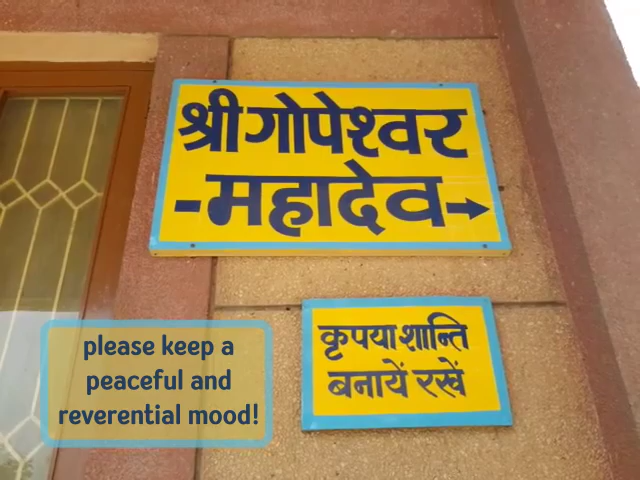 श्रीगोपेश्वर
-महादेव→
कृपया शान्ति
बनायें रखें
please keep a
peaceful and
reverential mood!